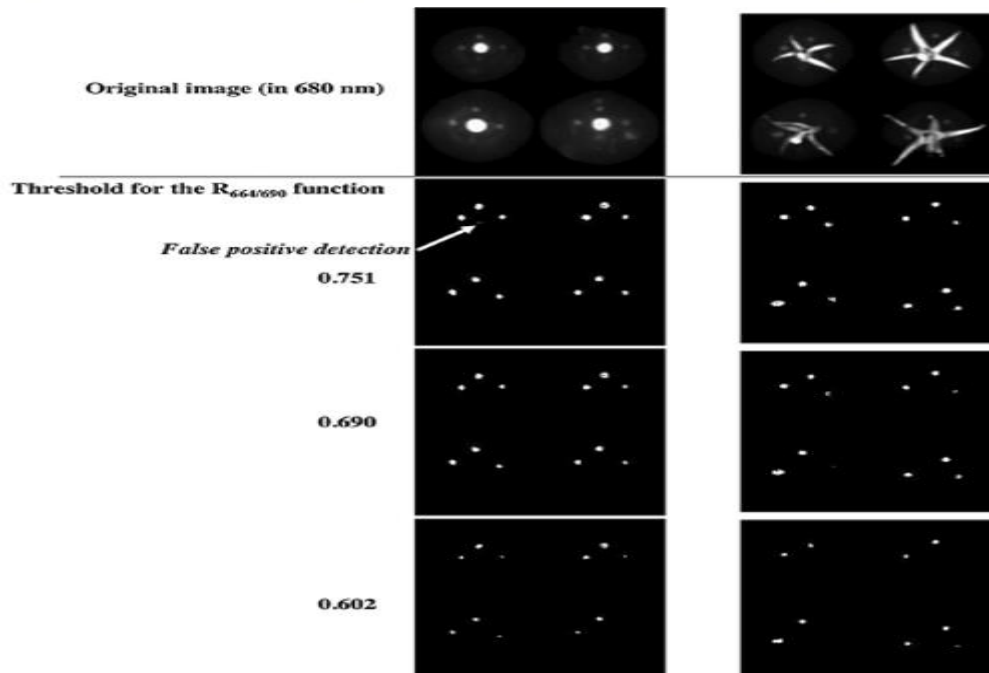 Original image (in 680 nm)
Threshold for the R664/690 function
False positive detection
0.751
0.690
0.602